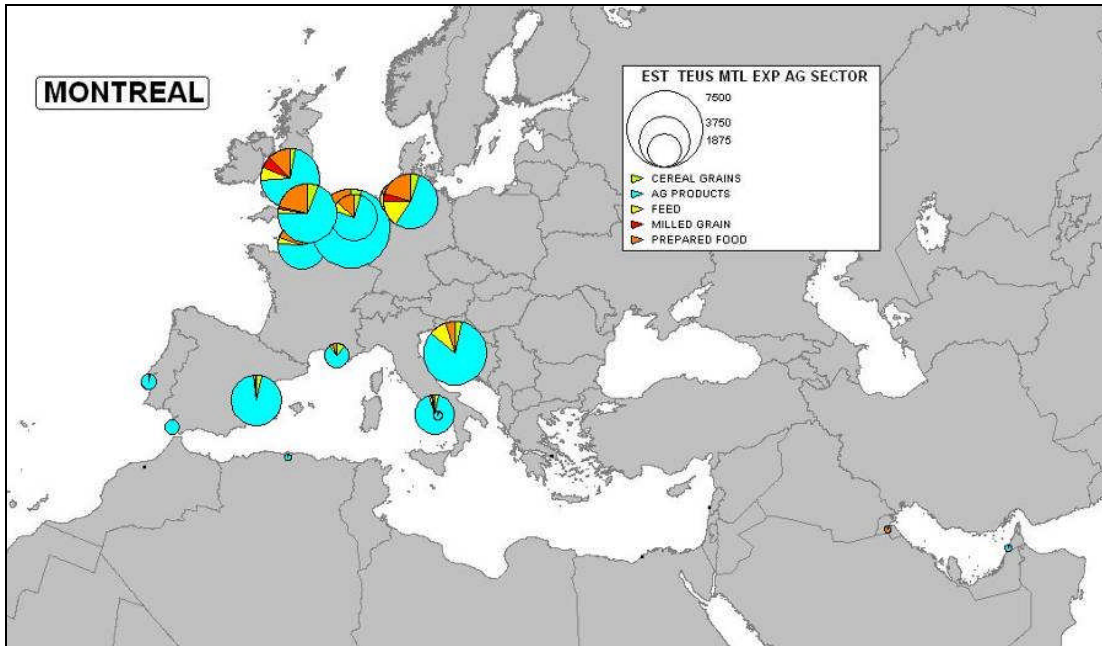 MONTREAL
EST TEUS MTL EXP AG SECTOR
7500
3750
1875
CEREAL GRAINS
AG PRODUCTS
FEED
MILLED GRAIN
PREPARED FOOD